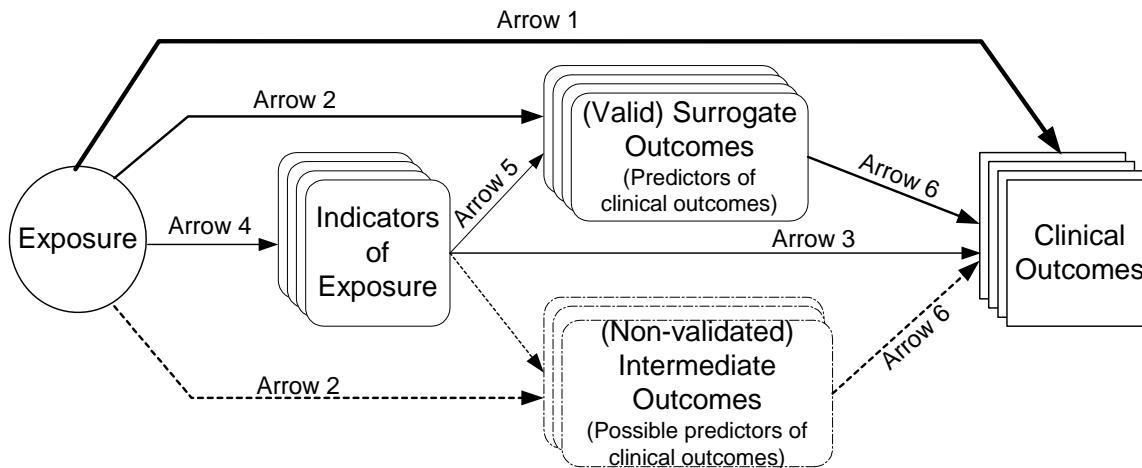 Arrow 1
Arrow 2
(Valid) Surrogate
Outcomes
(Predictors of
clinical outcomes)
Arrow 5
Arrow 6
Exposure
Arrow 4
Indicators
of
Exposure
Arrow 3
Clinical
Outcomes
(Non-validated)
Intermediate
Outcomes
(Possible predictors of
clinical outcomes)
Arrow 6
Arrow 2